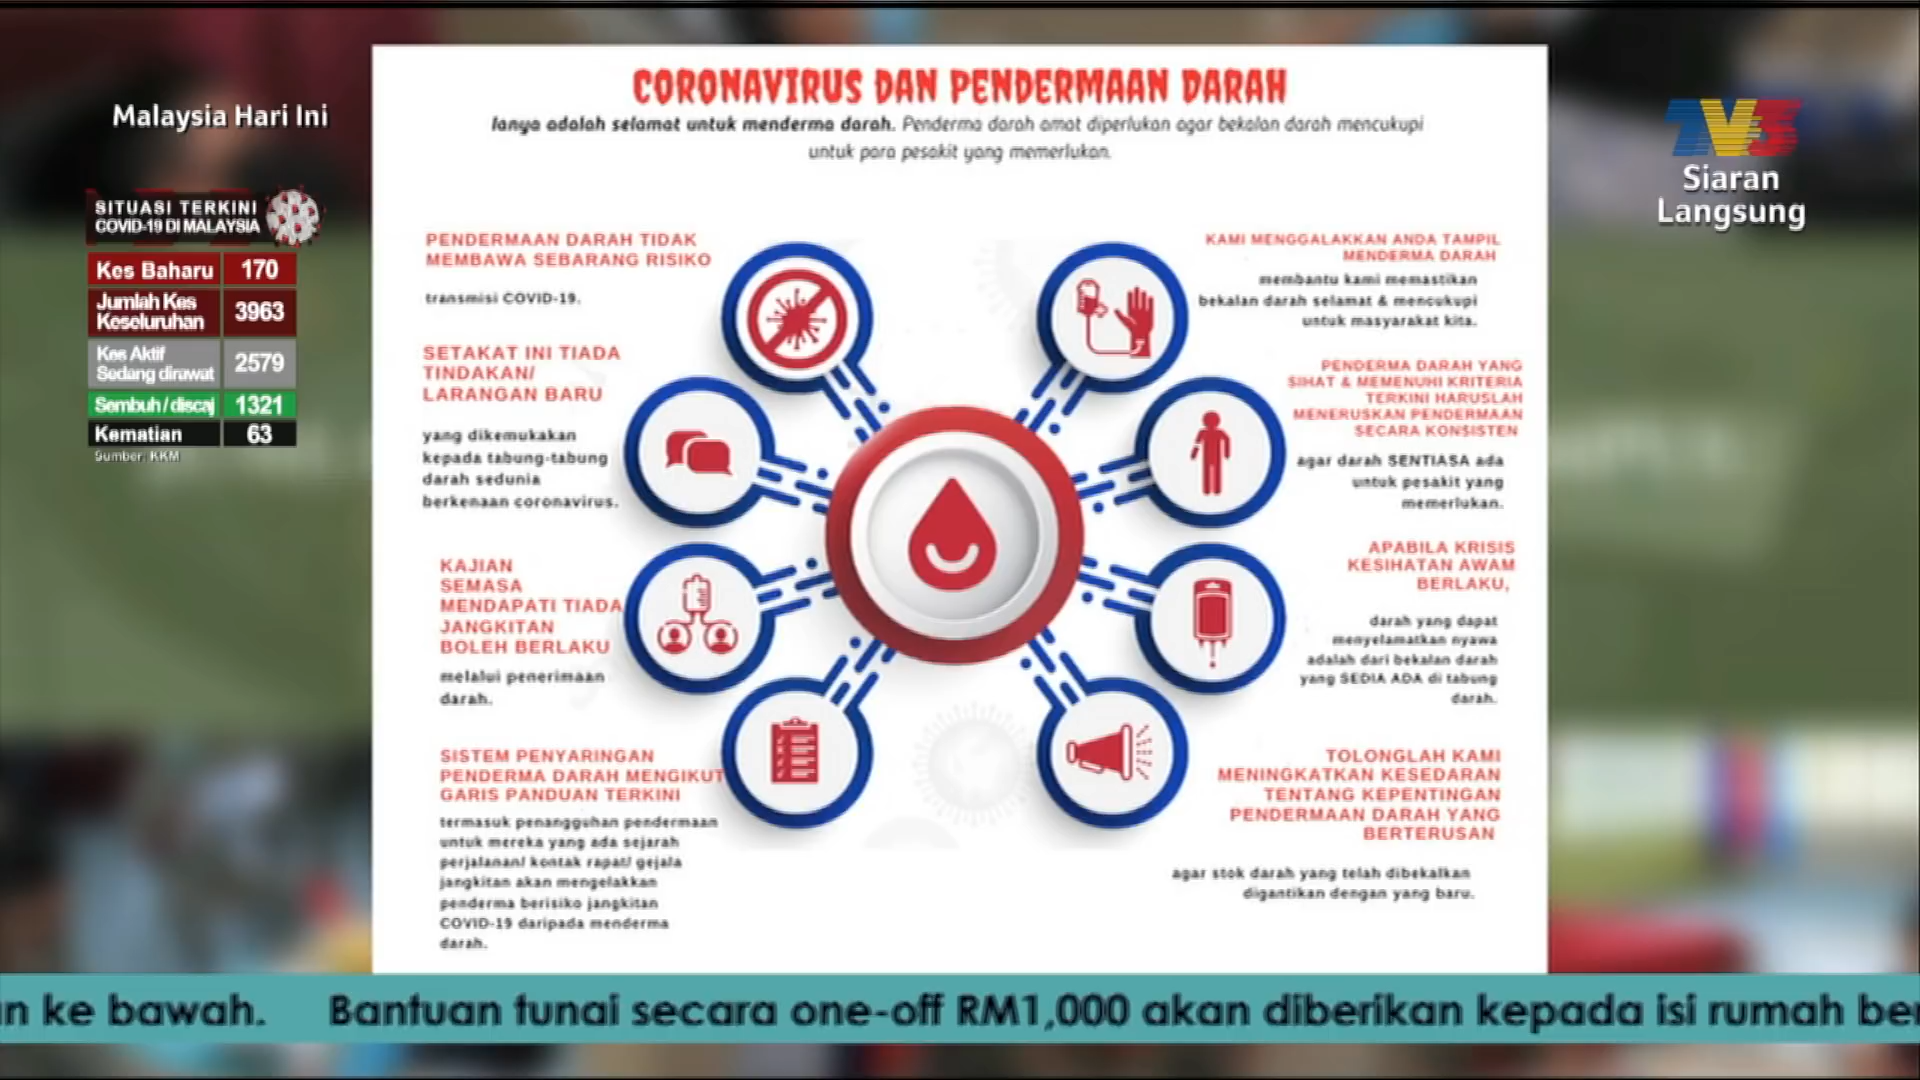 Malaysia Hari Ini
SITUASI TERKINI
COVID-19 DI MALAYSIA
Kes Baharu 170
Jumlah Kes
Keseluruhan 3963
Kes Aktif
Sedang dirawat 2579
Sembuh / discaj 1321
Kematian 63
Sumber: KKM
CORONAVIRUS DAN PENDERMAAN DARAH
Ianya adalah selamat untuk menderma darah. Penderma darah amat diperlukan agar bekalan darah mencukupi
untuk para pesakit yang memerlukan.
PENDERMAAN DARAH TIDAK
MEMBAWA SEBARANG RISIKO
transmisi COVID-19.
SETAKAT INI TIADA
TINDAKAN/
LARANGAN BARU
yang dikemukakan
kepada tabung-tabung
darah sedunia
berkenaan coronavirus.
KAJIAN
SEMASA
MENDAPATI TIADA
JANGKITAN
BOLEH BERLAKU
melalui penerimaan
darah.
SISTEM PENYARINGAN
PENDERMA DARAH MENGIKUT
GARIS PANDUAN TERKINI
termasuk penangguhan pendermaan
untuk mereka yang ada sejarah
perjalanan/ kontak rapat/ gejala
jangkitan akan mengelakkan
penderma berisiko jangkitan
COVID-19 daripada menderma
darah.
KAMI MENGGALAKKAN ANDA TAMPIL
MENDERMA DARAH
membantu kami memastikan
bekalan darah selamat & mencukupi
untuk masyarakat kita.
PENDERMA DARAH YANG
SIHAT & MEMENUHI KRITERIA
TERKINI HARUSLAH
MENERUSKAN PENDERMAAN
SECARA KONSISTEN
agar darah SENTIASA ada
untuk pesakit yang
memerlukan.
APABILA KRISIS
KESIHATAN AWAM
BERLAKU,
darah yang dapat
menyelamatkan nyawa
adalah dari bekalan darah
yang SEDIA ADA di tabung
darah.
TOLONGLAH KAMI
MENINGKATKAN KESEDARAN
TENTANG KEPENTINGAN
PENDERMAAN DARAH YANG
BERTERUSAN
agar stok darah yang telah dibekalkan
digantikan dengan yang baru.
TV3
Siaran
Langsung
n ke bawah. Bantuan tunai secara one-off RM1,000 akan diberikan kepada isi rumah ber